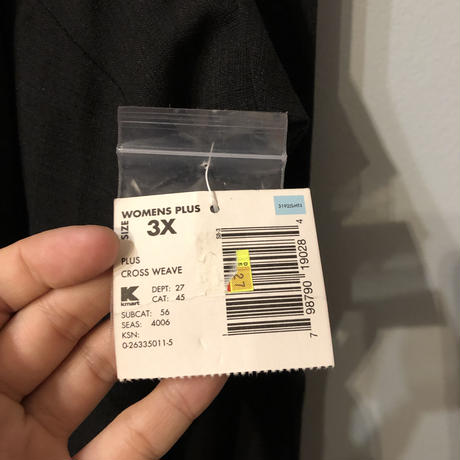 WOMENS PLUS
SIZE 3X
PLUS
CROSS WEAVE
K
kmart
DEPT: 27
CAT: 45
SUBCAT: 56
SEAS: 4006
KSN:
0-26335011-5
27
7 98790 19028 4